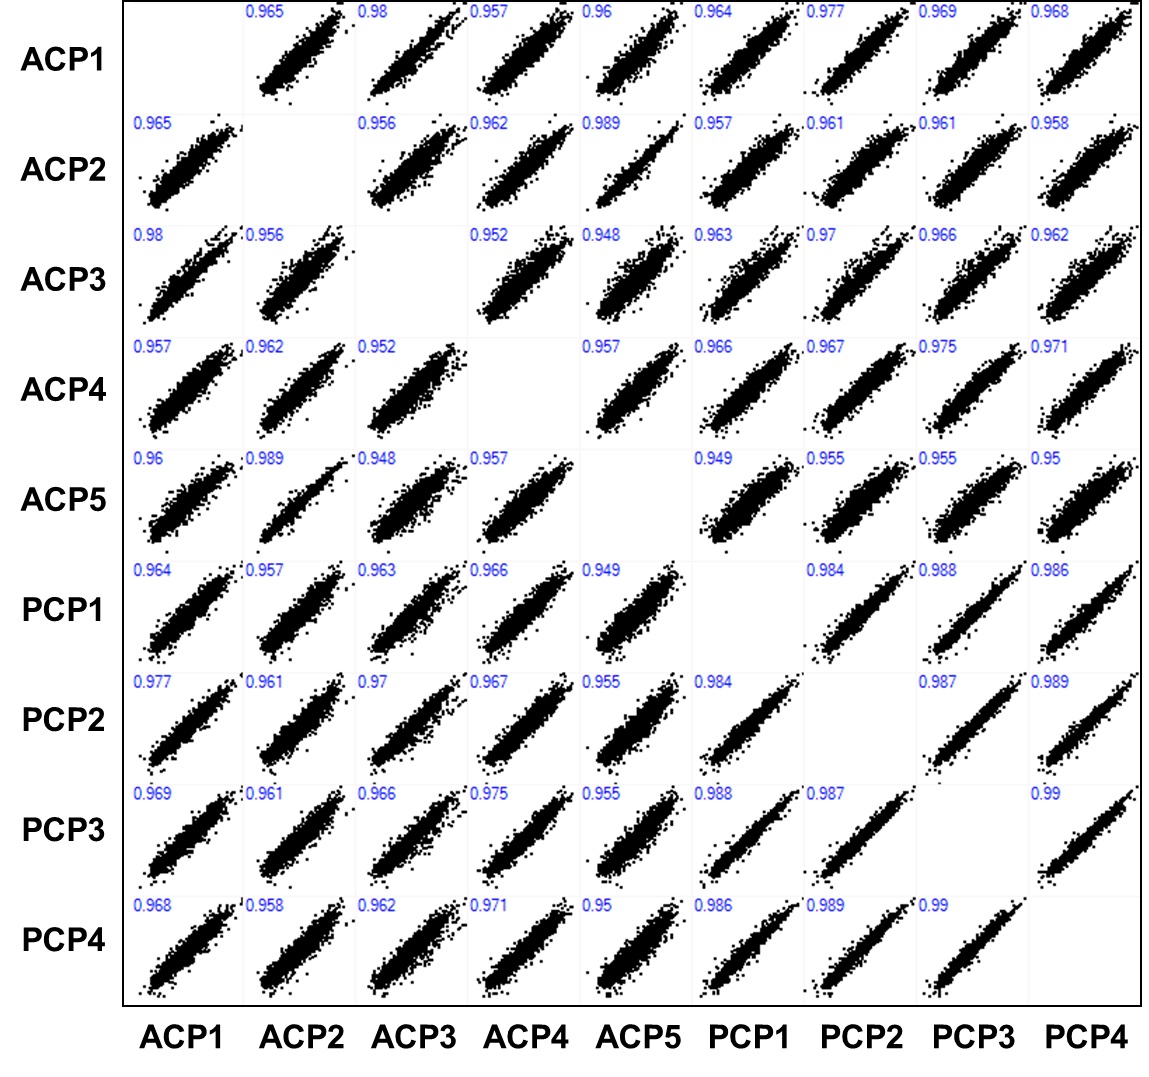 ACP1 0.965 0.98 0.957 0.96 0.964 0.977 0.969 0.968
ACP2 0.965 0.956 0.962 0.989 0.957 0.961 0.961 0.958
ACP3 0.98 0.956 0.952 0.948 0.963 0.97 0.966 0.962
ACP4 0.957 0.962 0.952 0.957 0.966 0.967 0.975 0.971
ACP5 0.96 0.989 0.948 0.957 0.949 0.955 0.955 0.95
PCP1 0.964 0.957 0.963 0.966 0.949 0.984 0.988 0.986
PCP2 0.977 0.961 0.97 0.967 0.955 0.984 0.987 0.989
PCP3 0.969 0.961 0.966 0.975 0.955 0.988 0.987 0.99
PCP4 0.968 0.958 0.962 0.971 0.95 0.986 0.989 0.99
ACP1 ACP2 ACP3 ACP4 ACP5 PCP1 PCP2 PCP3 PCP4